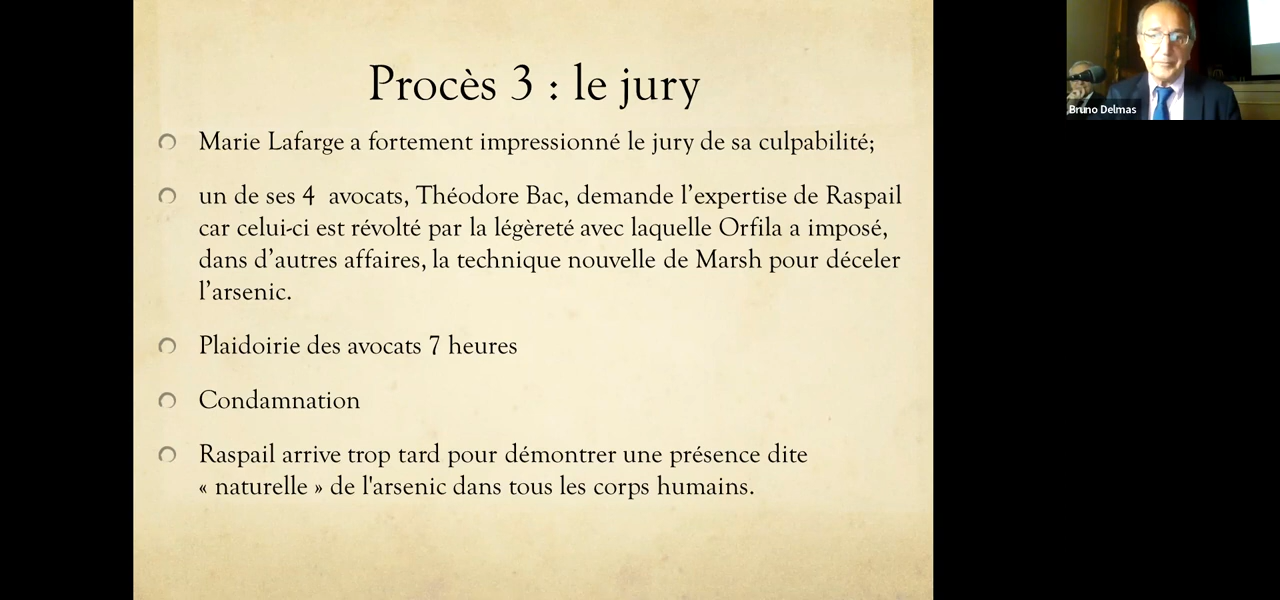 Procès 3 : le jury
Marie Lafarge a fortement impressionné le jury de sa culpabilité;
un de ses 4  avocats, Théodore Bac, demande l’expertise de Raspail
car celui-ci est révolté par la légèreté avec laquelle Orfila a imposé,
dans d’autres affaires, la technique nouvelle de Marsh pour déceler
l’arsenic.
Plaidoirie des avocats 7 heures
Condamnation
Raspail arrive trop tard pour démontrer une présence dite
« naturelle » de l'arsenic dans tous les corps humains.
Bruno Delmas